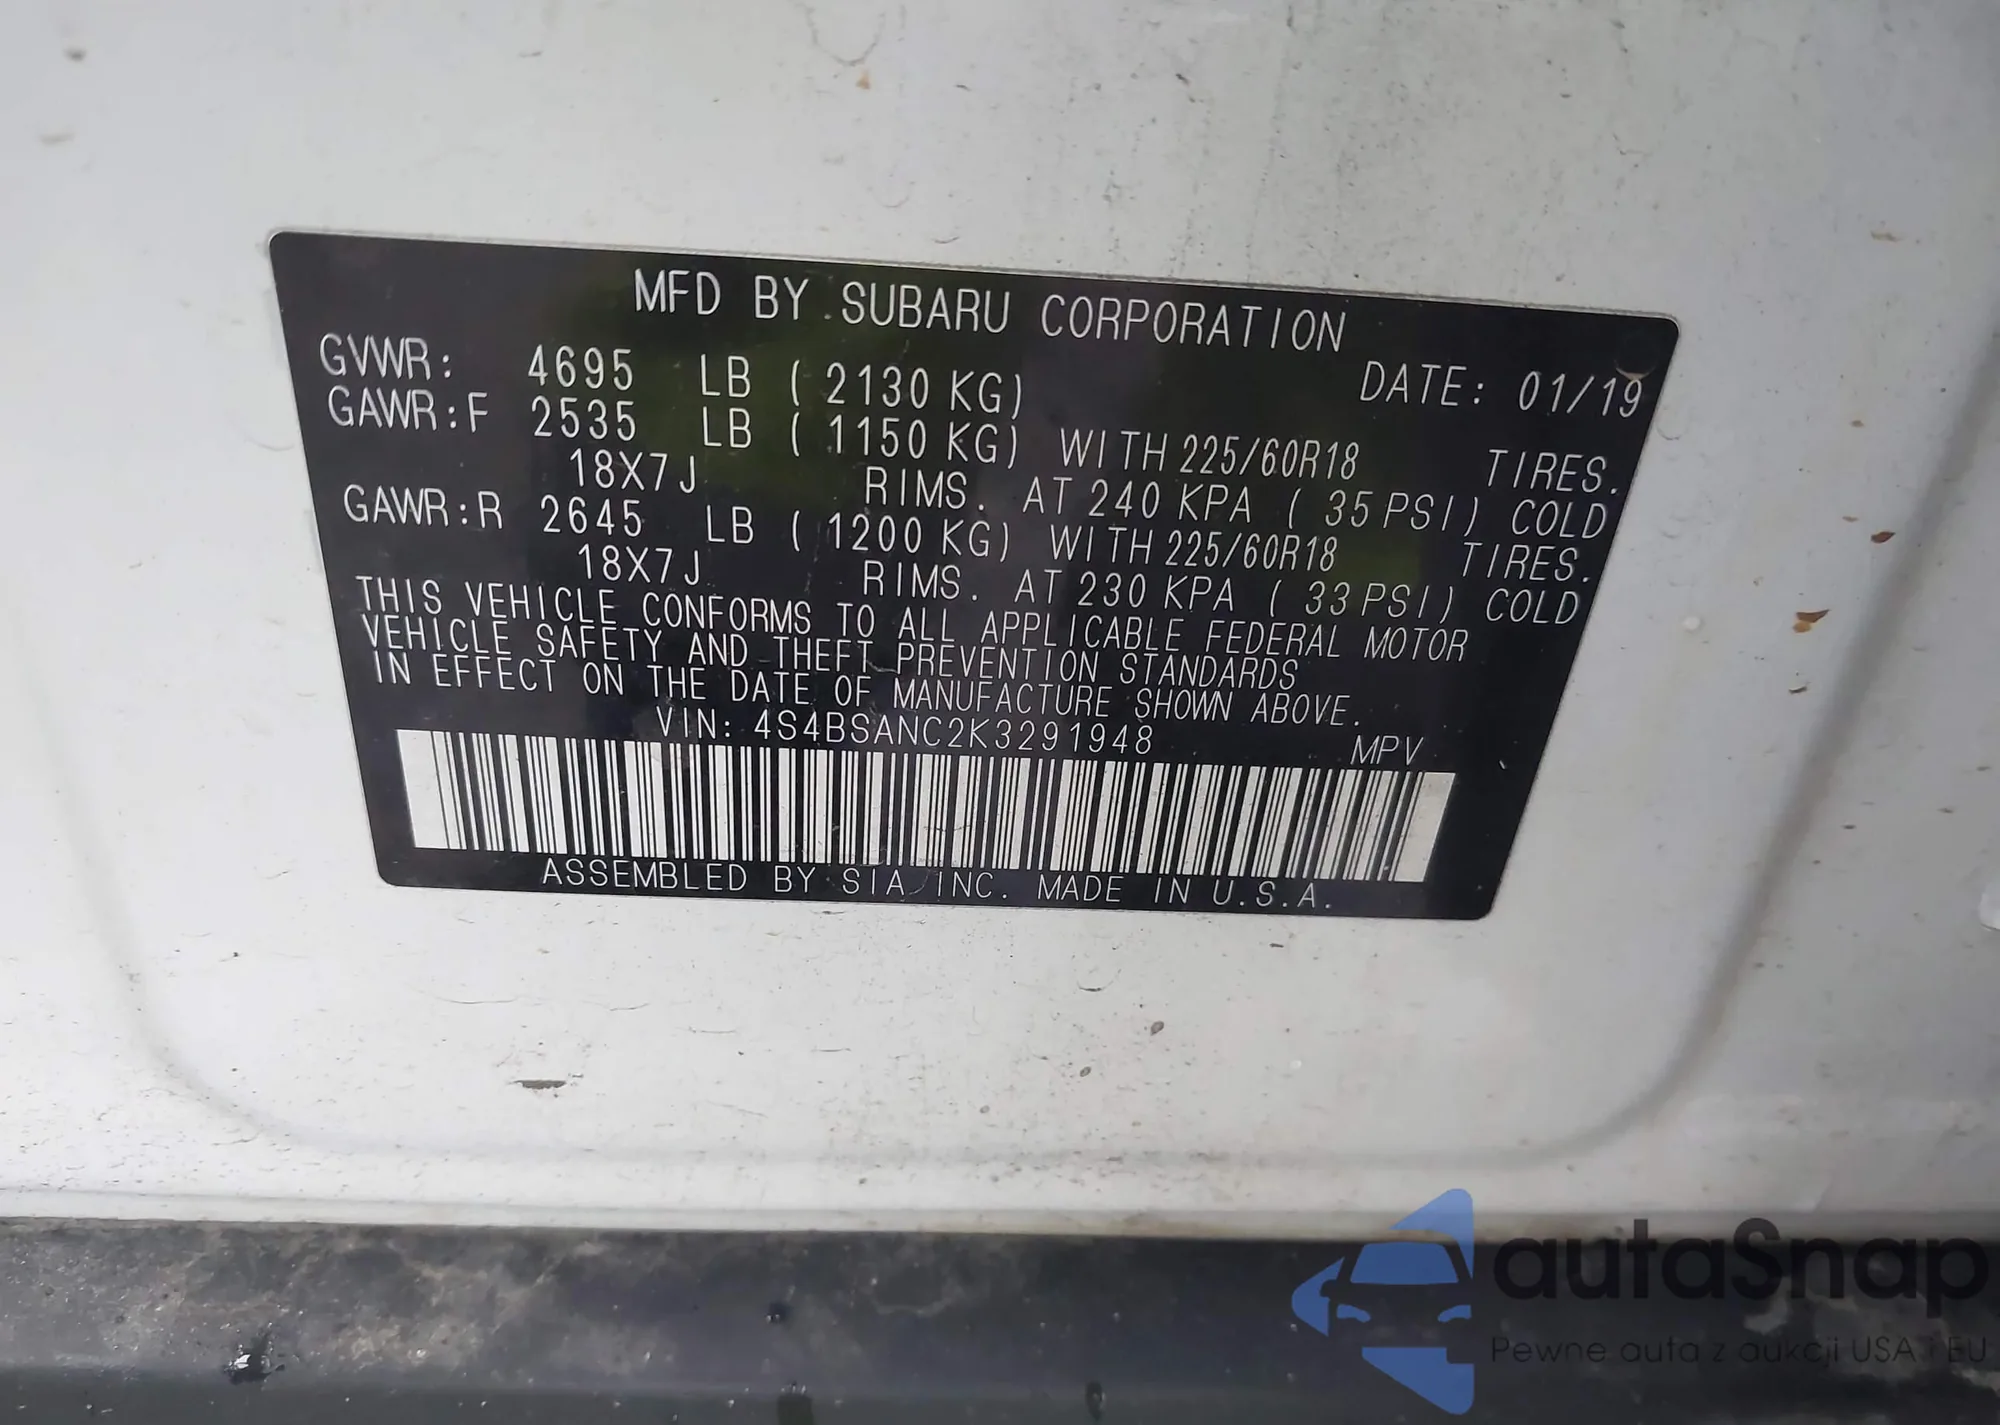 MFD BY SUBARU CORPORATION
GVWR: 4695 LB ( 2130 KG) DATE: 01/19
GAWR:F 2535 LB ( 1150 KG) WITH 225/60R18 TIRES.
18X7J RIMS. AT 240 KPA ( 35 PSI) COLD
GAWR:R 2645 LB ( 1200 KG) WITH 225/60R18 TIRES.
18X7J RIMS. AT 230 KPA ( 33 PSI) COLD
THIS VEHICLE CONFORMS TO ALL APPLICABLE FEDERAL MOTOR
VEHICLE SAFETY AND THEFT PREVENTION STANDARDS
IN EFFECT ON THE DATE OF MANUFACTURE SHOWN ABOVE.
VIN: 4S4BSANC2K3291948 MPV
ASSEMBLED BY SIA INC. MADE IN U.S.A.
autaSnap
Pewne auta z aukcji USA i EU